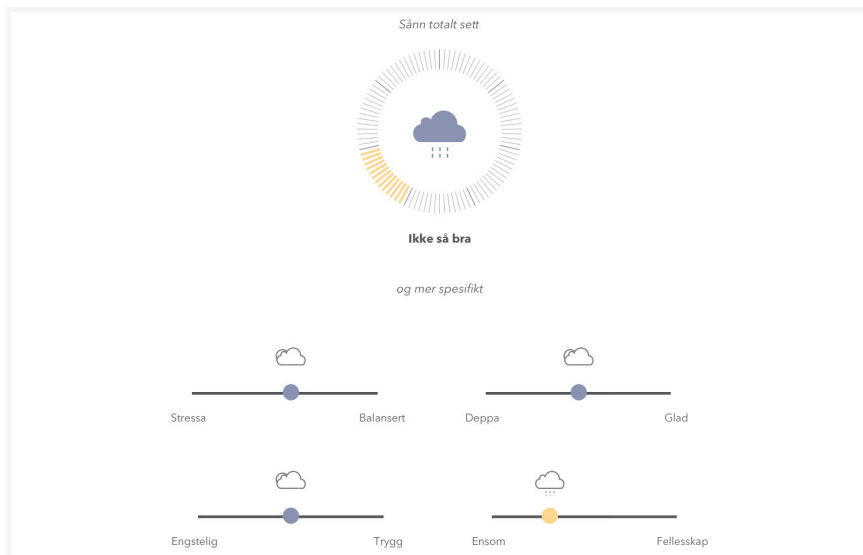 Sånn totalt sett
Ikke så bra
og mer spesifikt
Stressa
Balansert
Deppa
Glad
Engstelig
Trygg
Ensom
Fellesskap